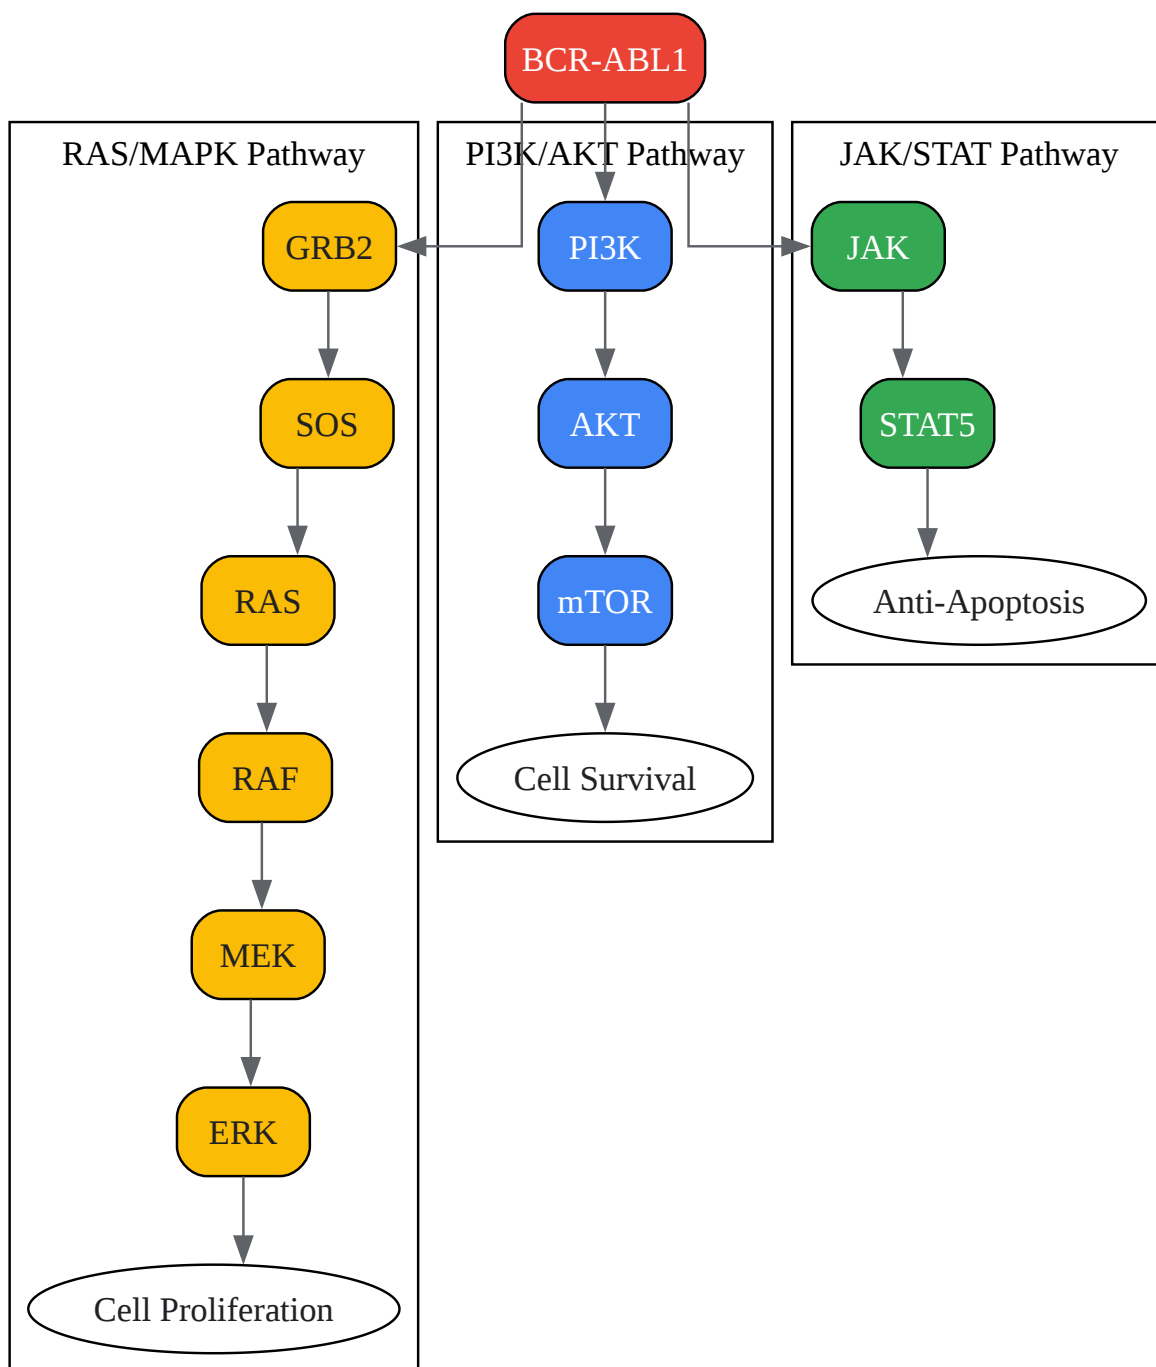 BCR-ABL1
RAS/MAPK Pathway
GRB2
SOS
RAS
RAF
MEK
ERK
Cell Proliferation
PI3K/AKT Pathway
PI3K
AKT
mTOR
Cell Survival
JAK/STAT Pathway
JAK
STAT5
Anti-Apoptosis